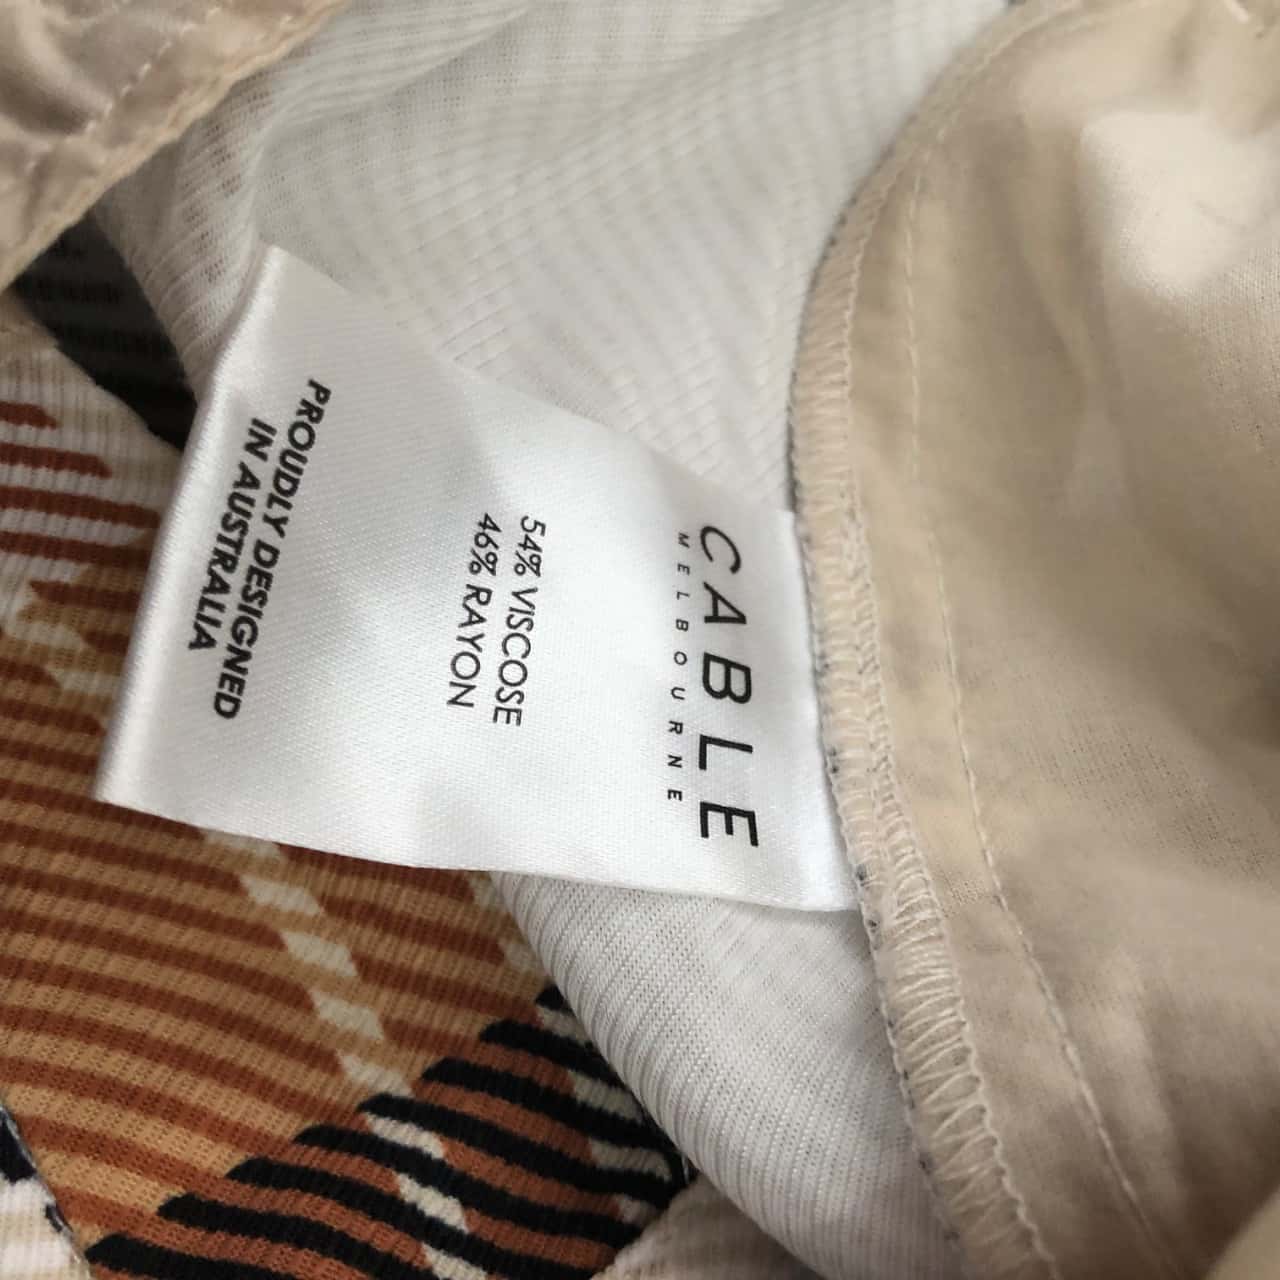 CABLE
MELBOURNE
54% VISCOSE
46% RAYON
PROUDLY DESIGNED
IN AUSTRALIA